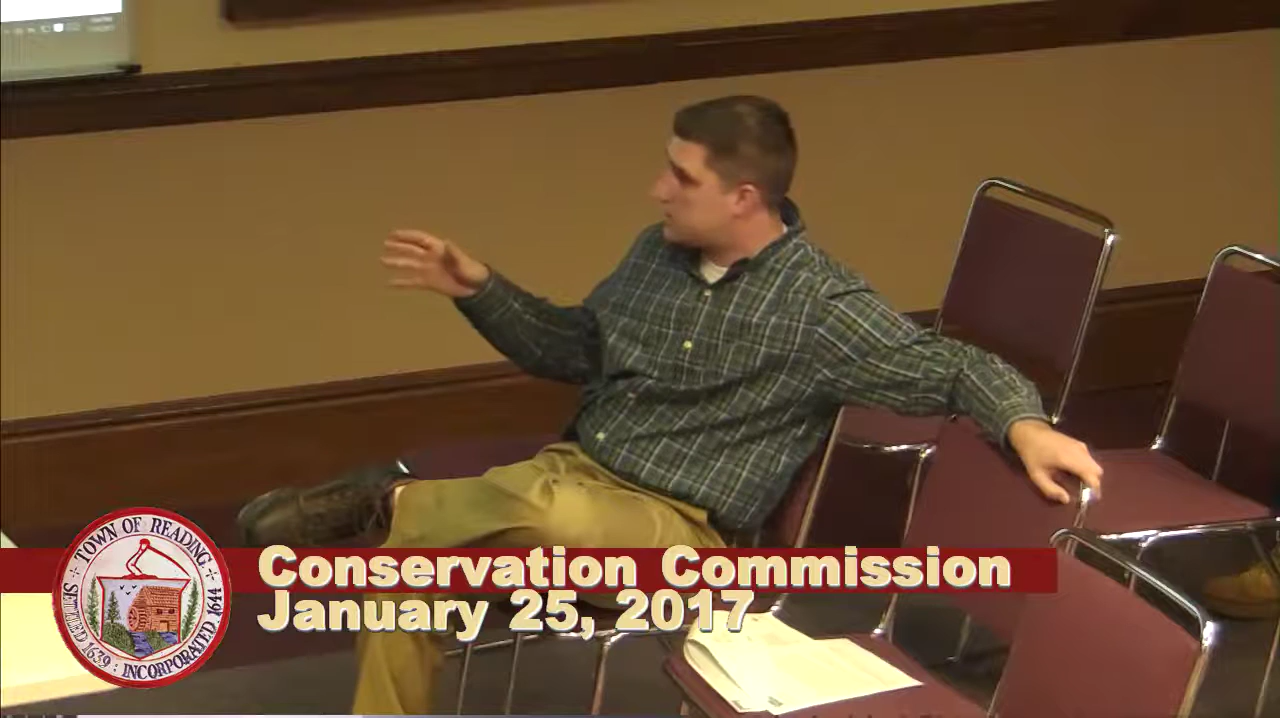 Conservation Commission
January 25, 2017
TOWN OF READING
SETTLED 1639 : INCORPORATED 1644